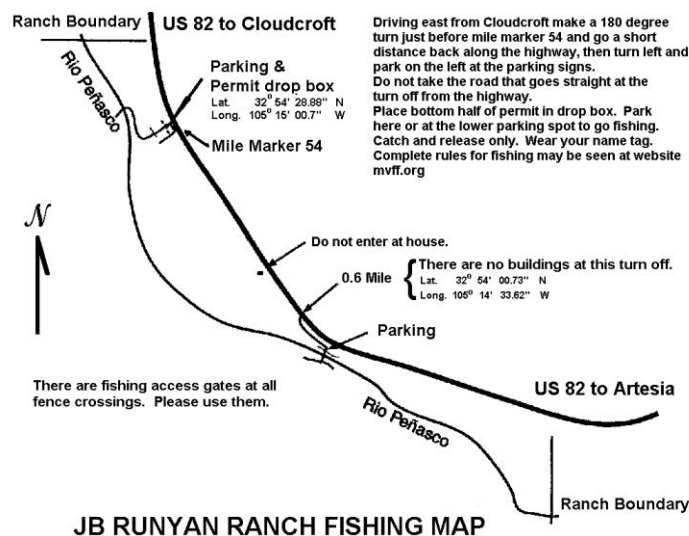 Ranch Boundary
US 82 to Cloudcroft
Rio Peñasco
Parking &
Permit drop box
Lat. 32° 54' 28.88" N
Long. 105° 15' 00.7" W
Mile Marker 54
Driving east from Cloudcroft make a 180 degree
turn just before mile marker 54 and go a short
distance back along the highway, then turn left and
park on the left at the parking signs.
Do not take the road that goes straight at the
turn off from the highway.
Place bottom half of permit in drop box. Park
here or at the lower parking spot to go fishing.
Catch and release only. Wear your name tag.
Complete rules for fishing may be seen at website
mvff.org
N
Do not enter at house.
0.6 Mile
There are no buildings at this turn off.
Lat. 32° 54' 00.73" N
Long. 105° 14' 33.62" W
Parking
There are fishing access gates at all
fence crossings. Please use them.
US 82 to Artesia
Rio Peñasco
Ranch Boundary
JB RUNYAN RANCH FISHING MAP